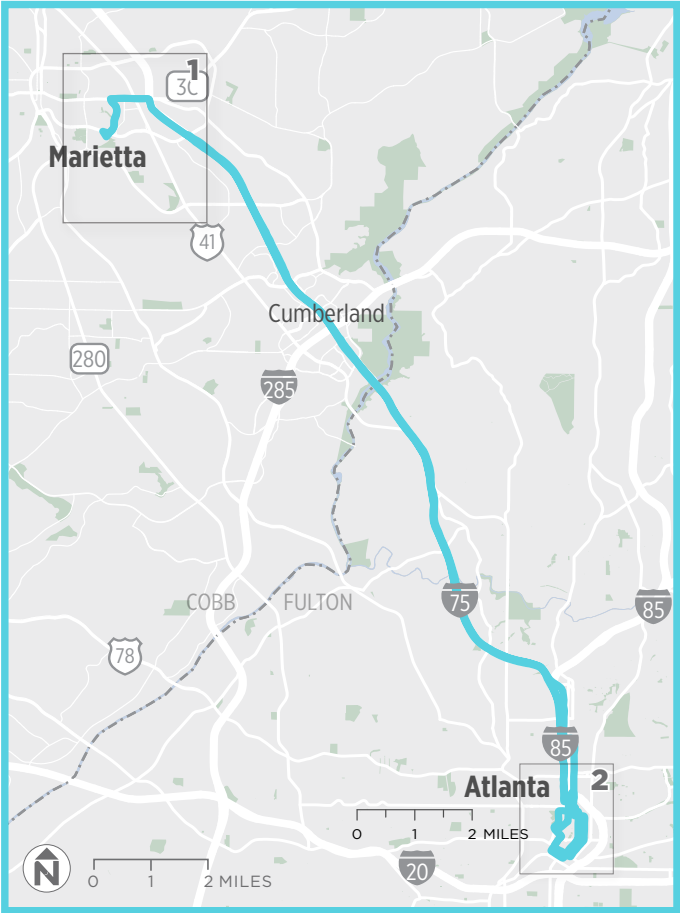 1
3C
Marietta
41
Cumberland
280
285
COBB
FULTON
75
85
78
85
Atlanta
2
0 1 2 MILES
20
N
0 1 2 MILES